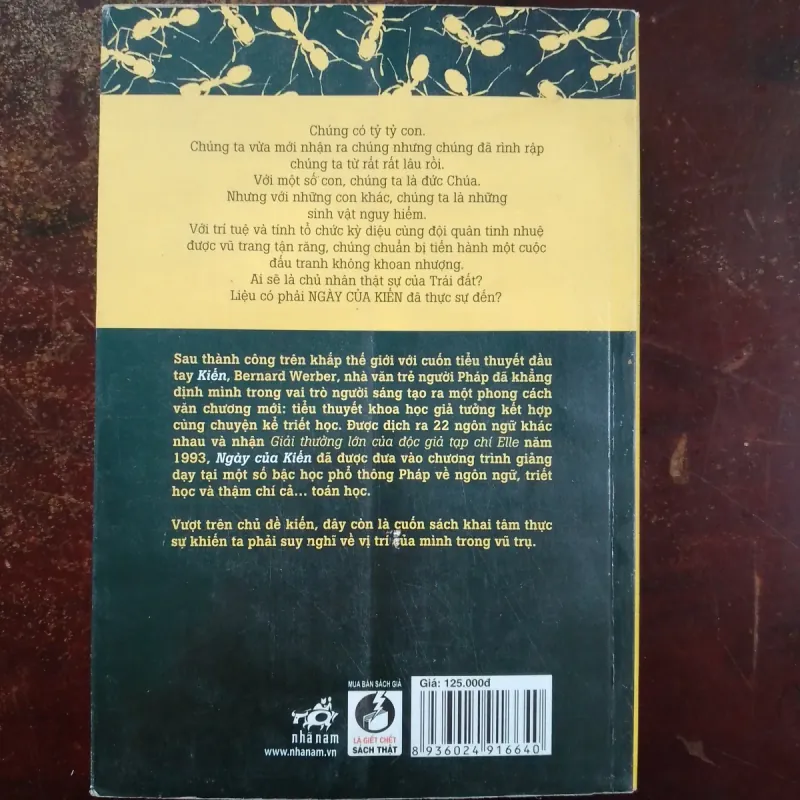 Chúng có tỷ tỷ con.
Chúng ta vừa mới nhận ra chúng nhưng chúng đã rình rập
chúng ta từ rất rất lâu rồi.
Với một số con, chúng ta là đức Chúa.
Nhưng với những con khác, chúng ta là những
sinh vật nguy hiểm.
Với trí tuệ và tính tổ chức kỳ diệu cùng đội quân tinh nhuệ
được vũ trang tận răng, chúng chuẩn bị tiến hành một cuộc
đấu tranh không khoan nhượng.
Ai sẽ là chủ nhân thật sự của Trái đất?
Liệu có phải NGÀY CỦA KIẾN đã thực sự đến?
Sau thành công trên khắp thế giới với cuốn tiểu thuyết đầu
tay Kiến, Bernard Werber, nhà văn trẻ người Pháp đã khẳng
định mình trong vai trò người sáng tạo ra một phong cách
văn chương mới: tiểu thuyết khoa học giả tưởng kết hợp
cùng chuyện kể triết học. Được dịch ra 22 ngôn ngữ khác
nhau và nhận Giải thưởng lớn của độc giả tạp chí Elle năm
1993, Ngày của Kiến đã được đưa vào chương trình giảng
dạy tại một số bậc học phổ thông Pháp về ngôn ngữ, triết
học và thậm chí cả... toán học.
Vượt trên chủ đề kiến, đây còn là cuốn sách khai tâm thực
sự khiến ta phải suy nghĩ về vị trí của mình trong vũ trụ.
nhã nam
www.nhanam.vn
MUA BÁN SÁCH GIẢ
LÀ GIẾT CHẾT
SÁCH THẬT
Giá: 125.000đ
8 936024 916640